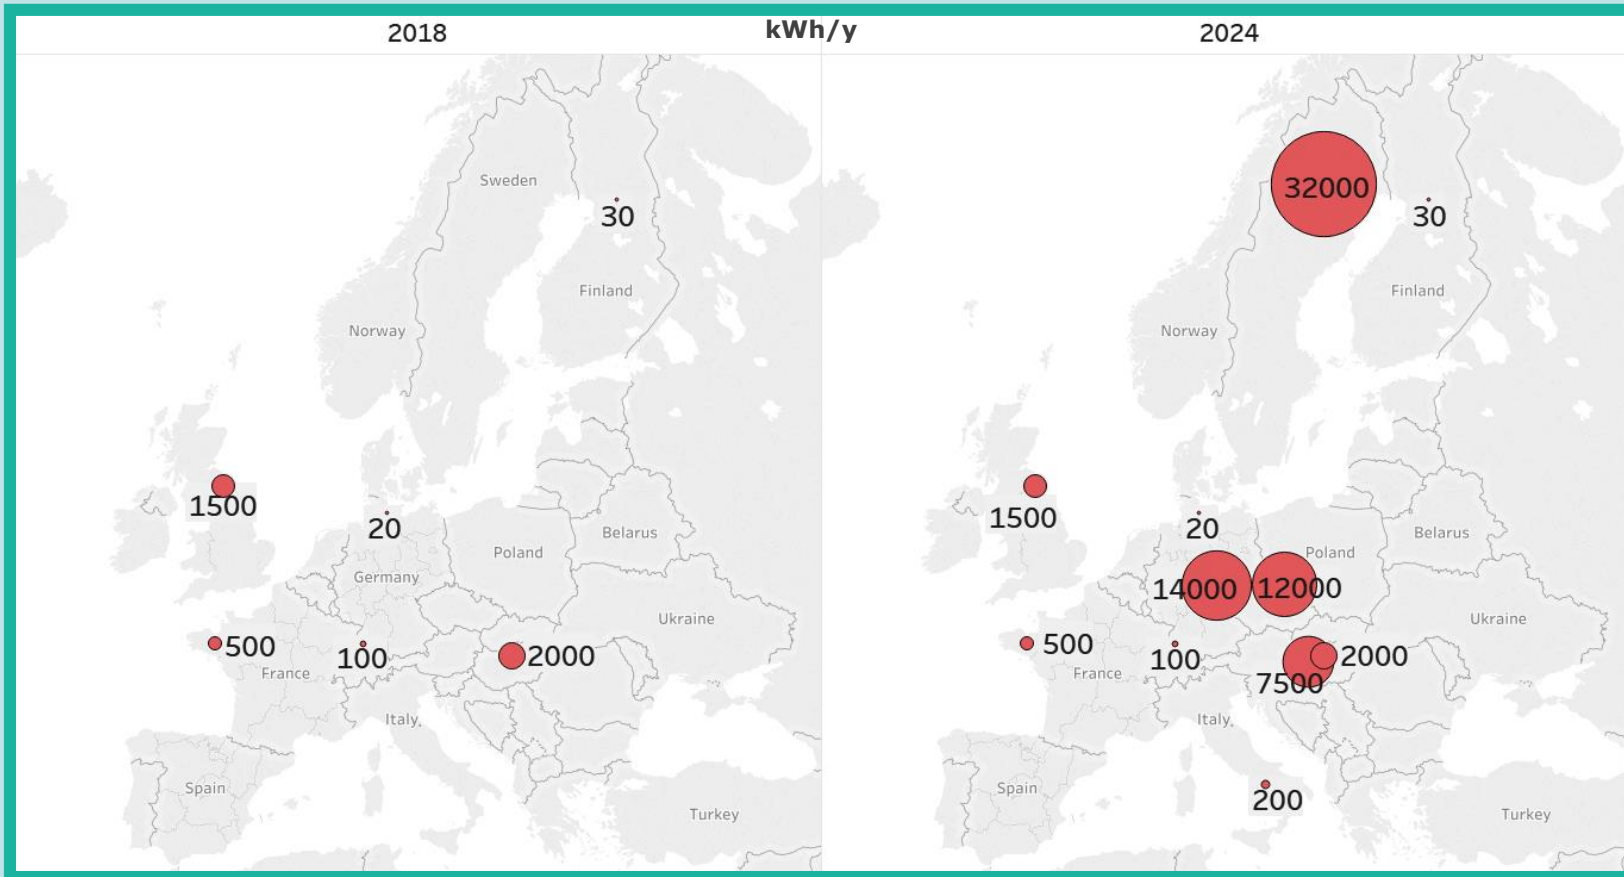 kWh/y
2018
Sweden
30
Finland
Norway
1500
20
Belarus
Poland
Germany
Ukraine
500
100
2000
France
Italy
Spain
Turkey
2024
32000
30
Finland
Norway
1500
20
Belarus
Poland
14000
12000
Ukraine
500
100
2000
France
7500
Italy
Spain
200
Turkey